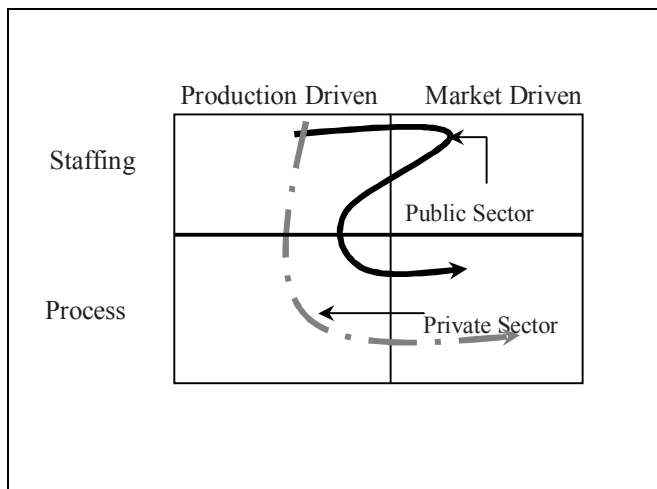 Production Driven
Market Driven
Staffing
Public Sector
Process
Private Sector